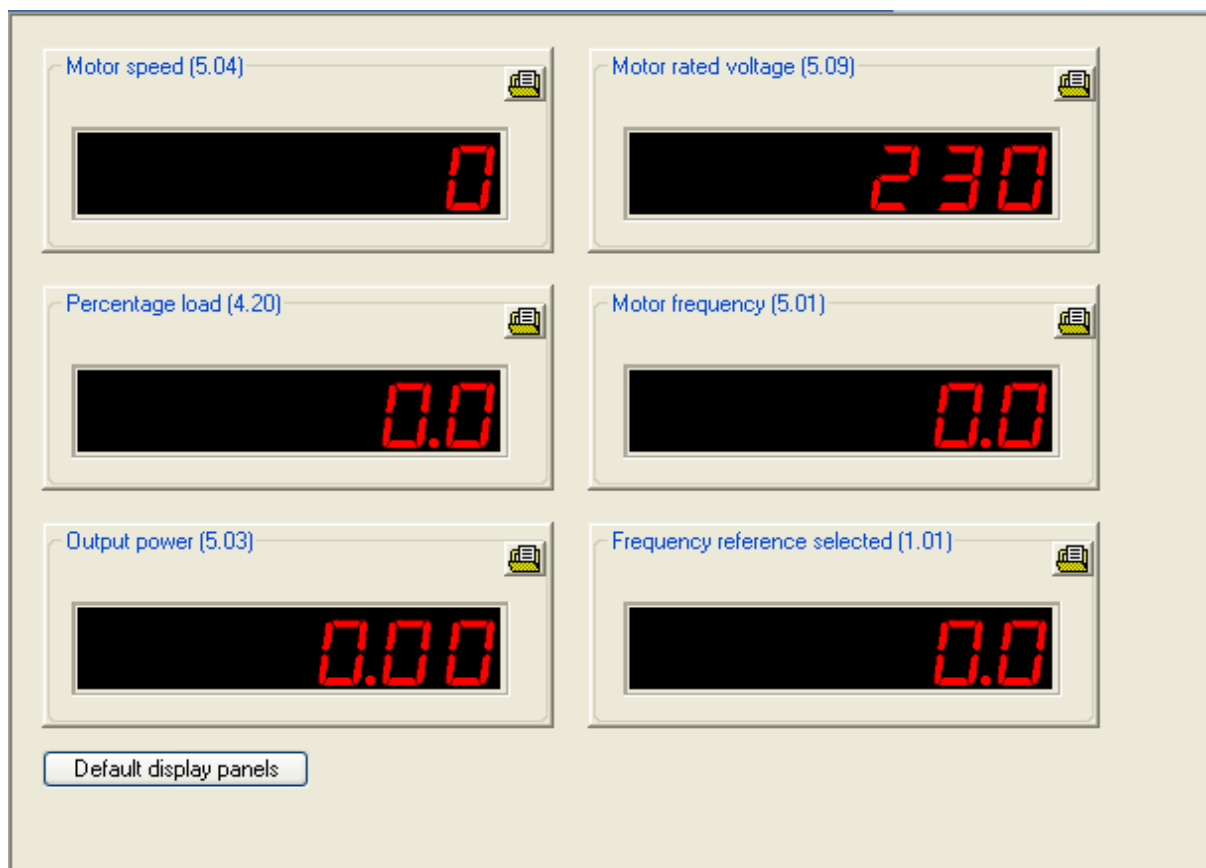 Motor speed (5.04)
0
Motor rated voltage (5.09)
230
Percentage load (4.20)
0.0
Motor frequency (5.01)
0.0
Output power (5.03)
0.00
Frequency reference selected (1.01)
0.0
Default display panels